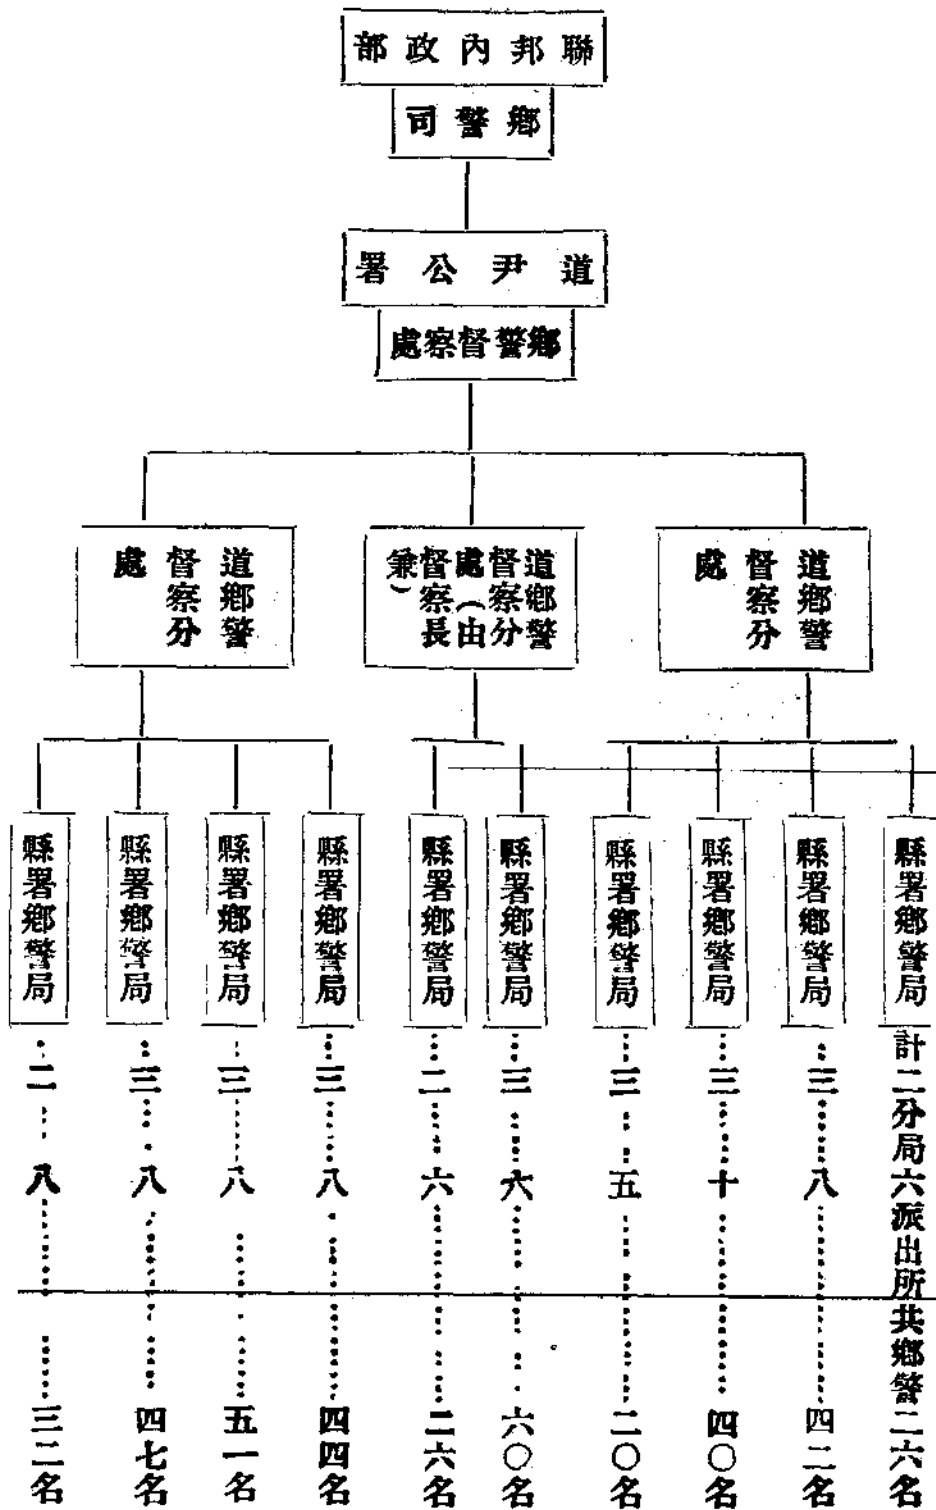 聯邦內政部
鄉警司
道尹公署
鄉警督察處
道鄉警
督察分
處
道鄉警
督察分
處（由
督察長
兼）
道鄉警
督察分
處
縣署鄉警局計二分局六派出所共鄉警二六名
縣署鄉警局……三……八……四二名
縣署鄉警局……三……十……四〇名
縣署鄉警局……三……五……二〇名
縣署鄉警局……三……六……六〇名
縣署鄉警局……二……六……二六名
縣署鄉警局……三……八……四四名
縣署鄉警局……三……八……五一名
縣署鄉警局……三……八……四七名
縣署鄉警局……二……八……三二名